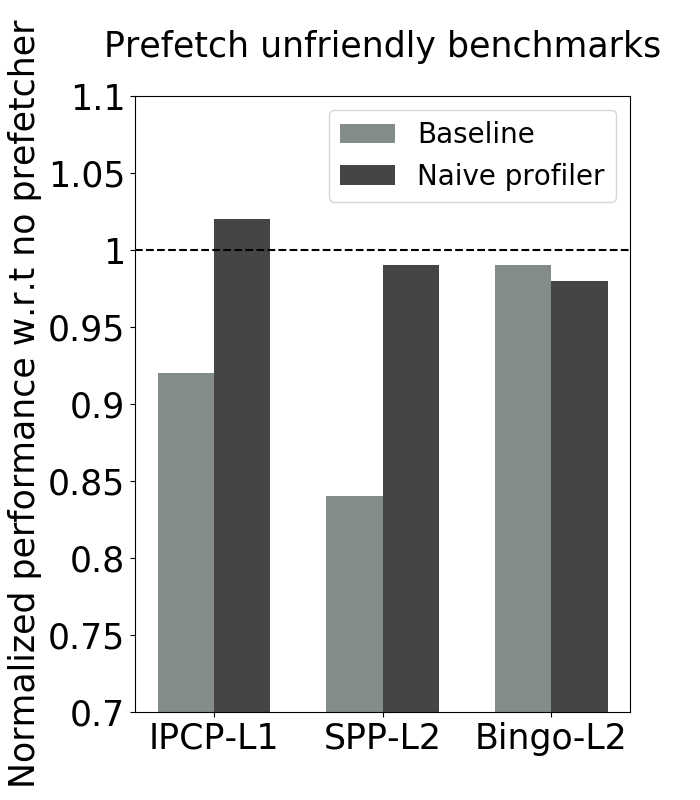 Prefetch unfriendly benchmarks
Normalized performance w.r.t no prefetcher
1.1
1.05
1
0.95
0.9
0.85
0.8
0.75
0.7
Baseline
Naive profiler
IPCP-L1
SPP-L2
Bingo-L2